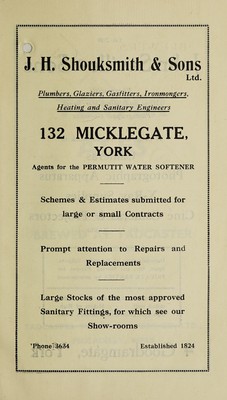 J. H. Shouksmith & Sons
Ltd.
Plumbers, Glaziers, Gasfitters, Ironmongers,
Heating and Sanitary Engineers
132 MICKLEGATE,
YORK
Agents for the PERMUTIT WATER SOFTENER
Schemes & Estimates submitted for
large or small Contracts
Prompt attention to Repairs and
Replacements
Large Stocks of the most approved
Sanitary Fittings, for which see our
Show-rooms
'Phone 3634 Established 1824